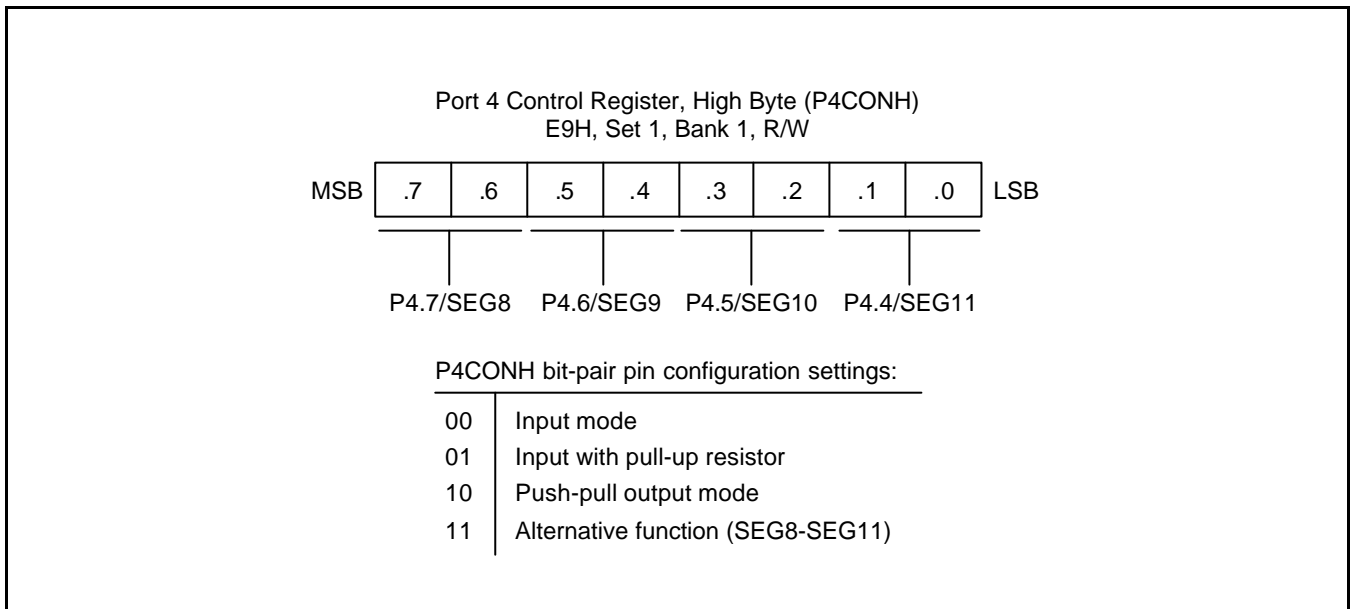 Port 4 Control Register, High Byte (P4CONH)
E9H, Set 1, Bank 1, R/W
MSB .7 .6 .5 .4 .3 .2 .1 .0 LSB
P4.7/SEG8 P4.6/SEG9 P4.5/SEG10 P4.4/SEG11
P4CONH bit-pair pin configuration settings:
00 Input mode
01 Input with pull-up resistor
10 Push-pull output mode
11 Alternative function (SEG8-SEG11)